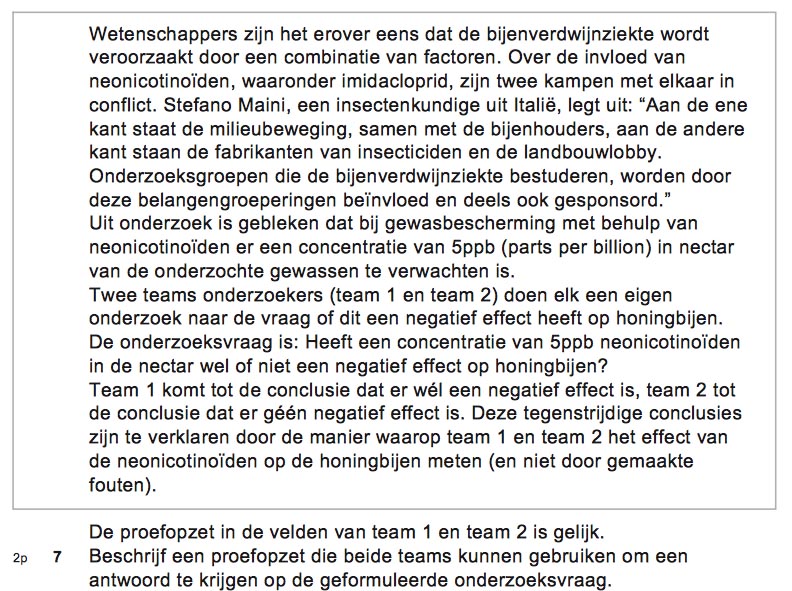 Wetenschappers zijn het erover eens dat de bijenverdwijnziekte wordt
veroorzaakt door een combinatie van factoren. Over de invloed van
neonicotinoïden, waaronder imidacloprid, zijn twee kampen met elkaar in
conflict. Stefano Maini, een insectenkundige uit Italië, legt uit: “Aan de ene
kant staat de milieubeweging, samen met de bijenhouders, aan de andere
kant staan de fabrikanten van insecticiden en de landbouwlobby.
Onderzoeksgroepen die de bijenverdwijnziekte bestuderen, worden door
deze belangengroeperingen beïnvloed en deels ook gesponsord.”
Uit onderzoek is gebleken dat bij gewasbescherming met behulp van
neonicotinoïden er een concentratie van 5ppb (parts per billion) in nectar
van de onderzochte gewassen te verwachten is.
Twee teams onderzoekers (team 1 en team 2) doen elk een eigen
onderzoek naar de vraag of dit een negatief effect heeft op honingbijen.
De onderzoeksvraag is: Heeft een concentratie van 5ppb neonicotinoïden
in de nectar wel of niet een negatief effect op honingbijen?
Team 1 komt tot de conclusie dat er wél een negatief effect is, team 2 tot
de conclusie dat er géén negatief effect is. Deze tegenstrijdige conclusies
zijn te verklaren door de manier waarop team 1 en team 2 het effect van
de neonicotinoïden op de honingbijen meten (en niet door gemaakte
fouten).
De proefopzet in de velden van team 1 en team 2 is gelijk.
2p 7 Beschrijf een proefopzet die beide teams kunnen gebruiken om een
antwoord te krijgen op de geformuleerde onderzoeksvraag.